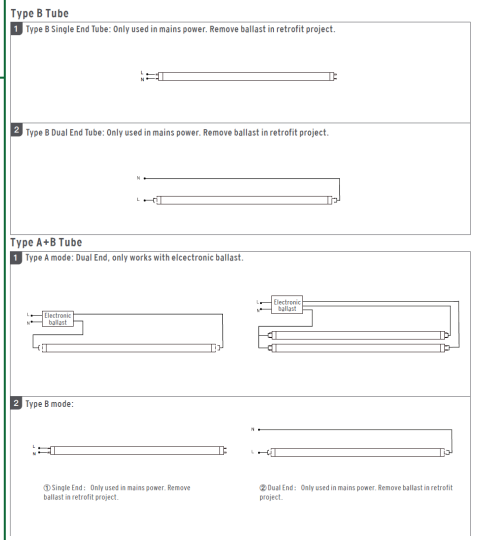 Type B Tube
1 Type B Single End Tube: Only used in mains power. Remove ballast in retrofit project.
L
N
2 Type B Dual End Tube: Only used in mains power. Remove ballast in retrofit project.
N
L
Type A+B Tube
1 Type A mode: Dual End, only works with elcectronic ballast.
L
N
Electronic
ballast
L
N
Electronic
ballast
2 Type B mode:
L
N
N
L
① Single End : Only used in mains power. Remove
ballast in retrofit project.
② Dual End : Only used in mains power. Remove ballast in retrofit
project.